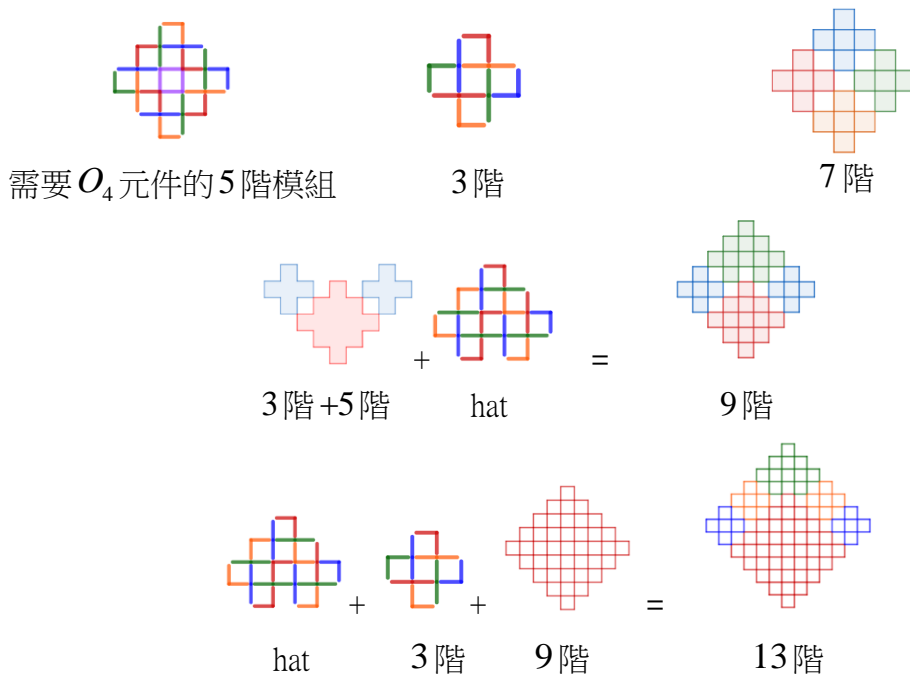 需要O₄元件的5階模組
3階
7階
+ =
3階+5階
hat
9階
+ + =
hat
3階
9階
13階